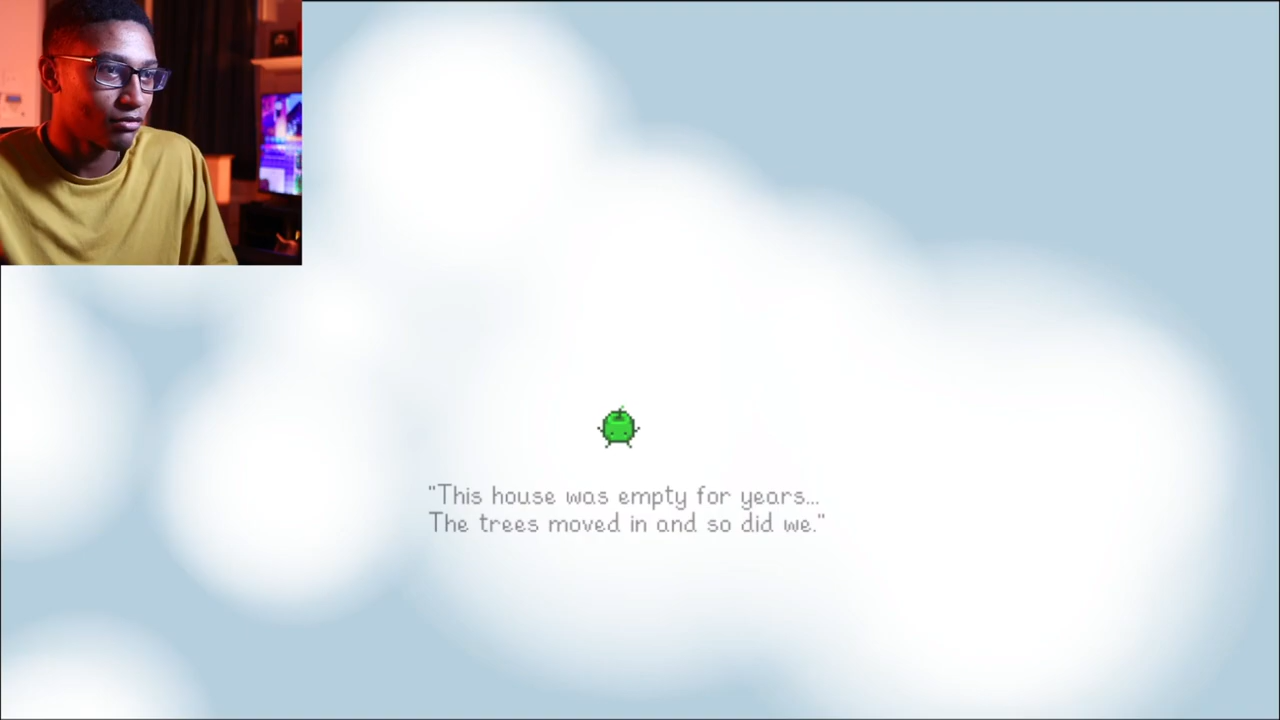 "This house was empty for years...
The trees moved in and so did we."